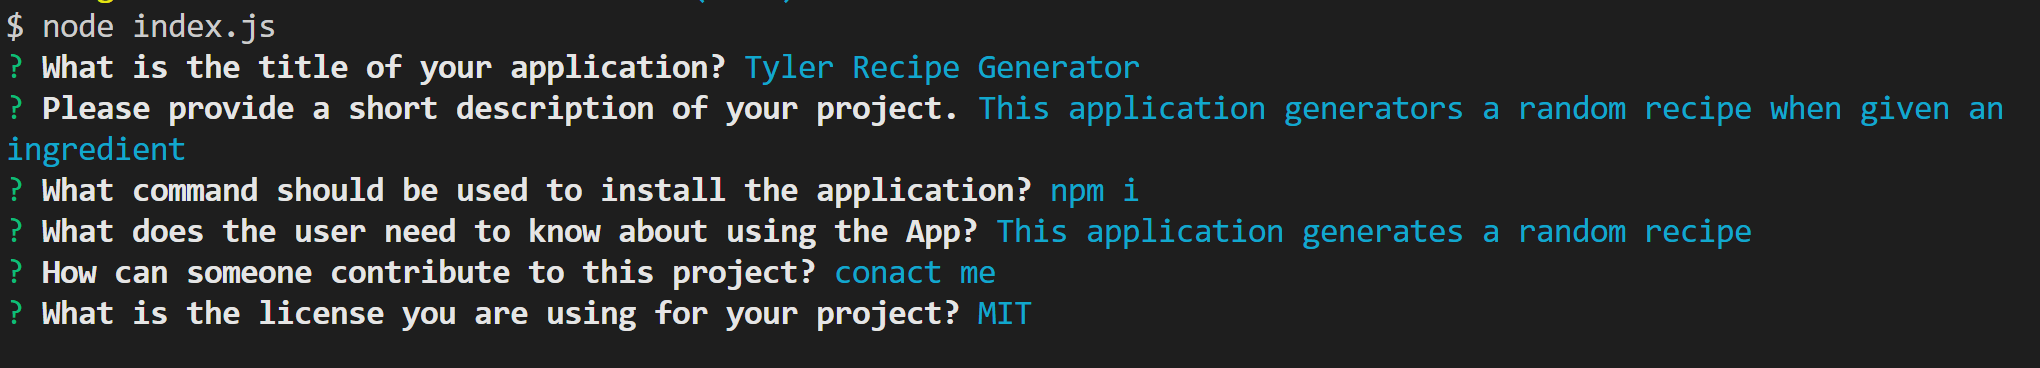 $ node index.js
? What is the title of your application? Tyler Recipe Generator
? Please provide a short description of your project. This application generators a random recipe when given an
ingredient
? What command should be used to install the application? npm i
? What does the user need to know about using the App? This application generates a random recipe
? How can someone contribute to this project? conact me
? What is the license you are using for your project? MIT